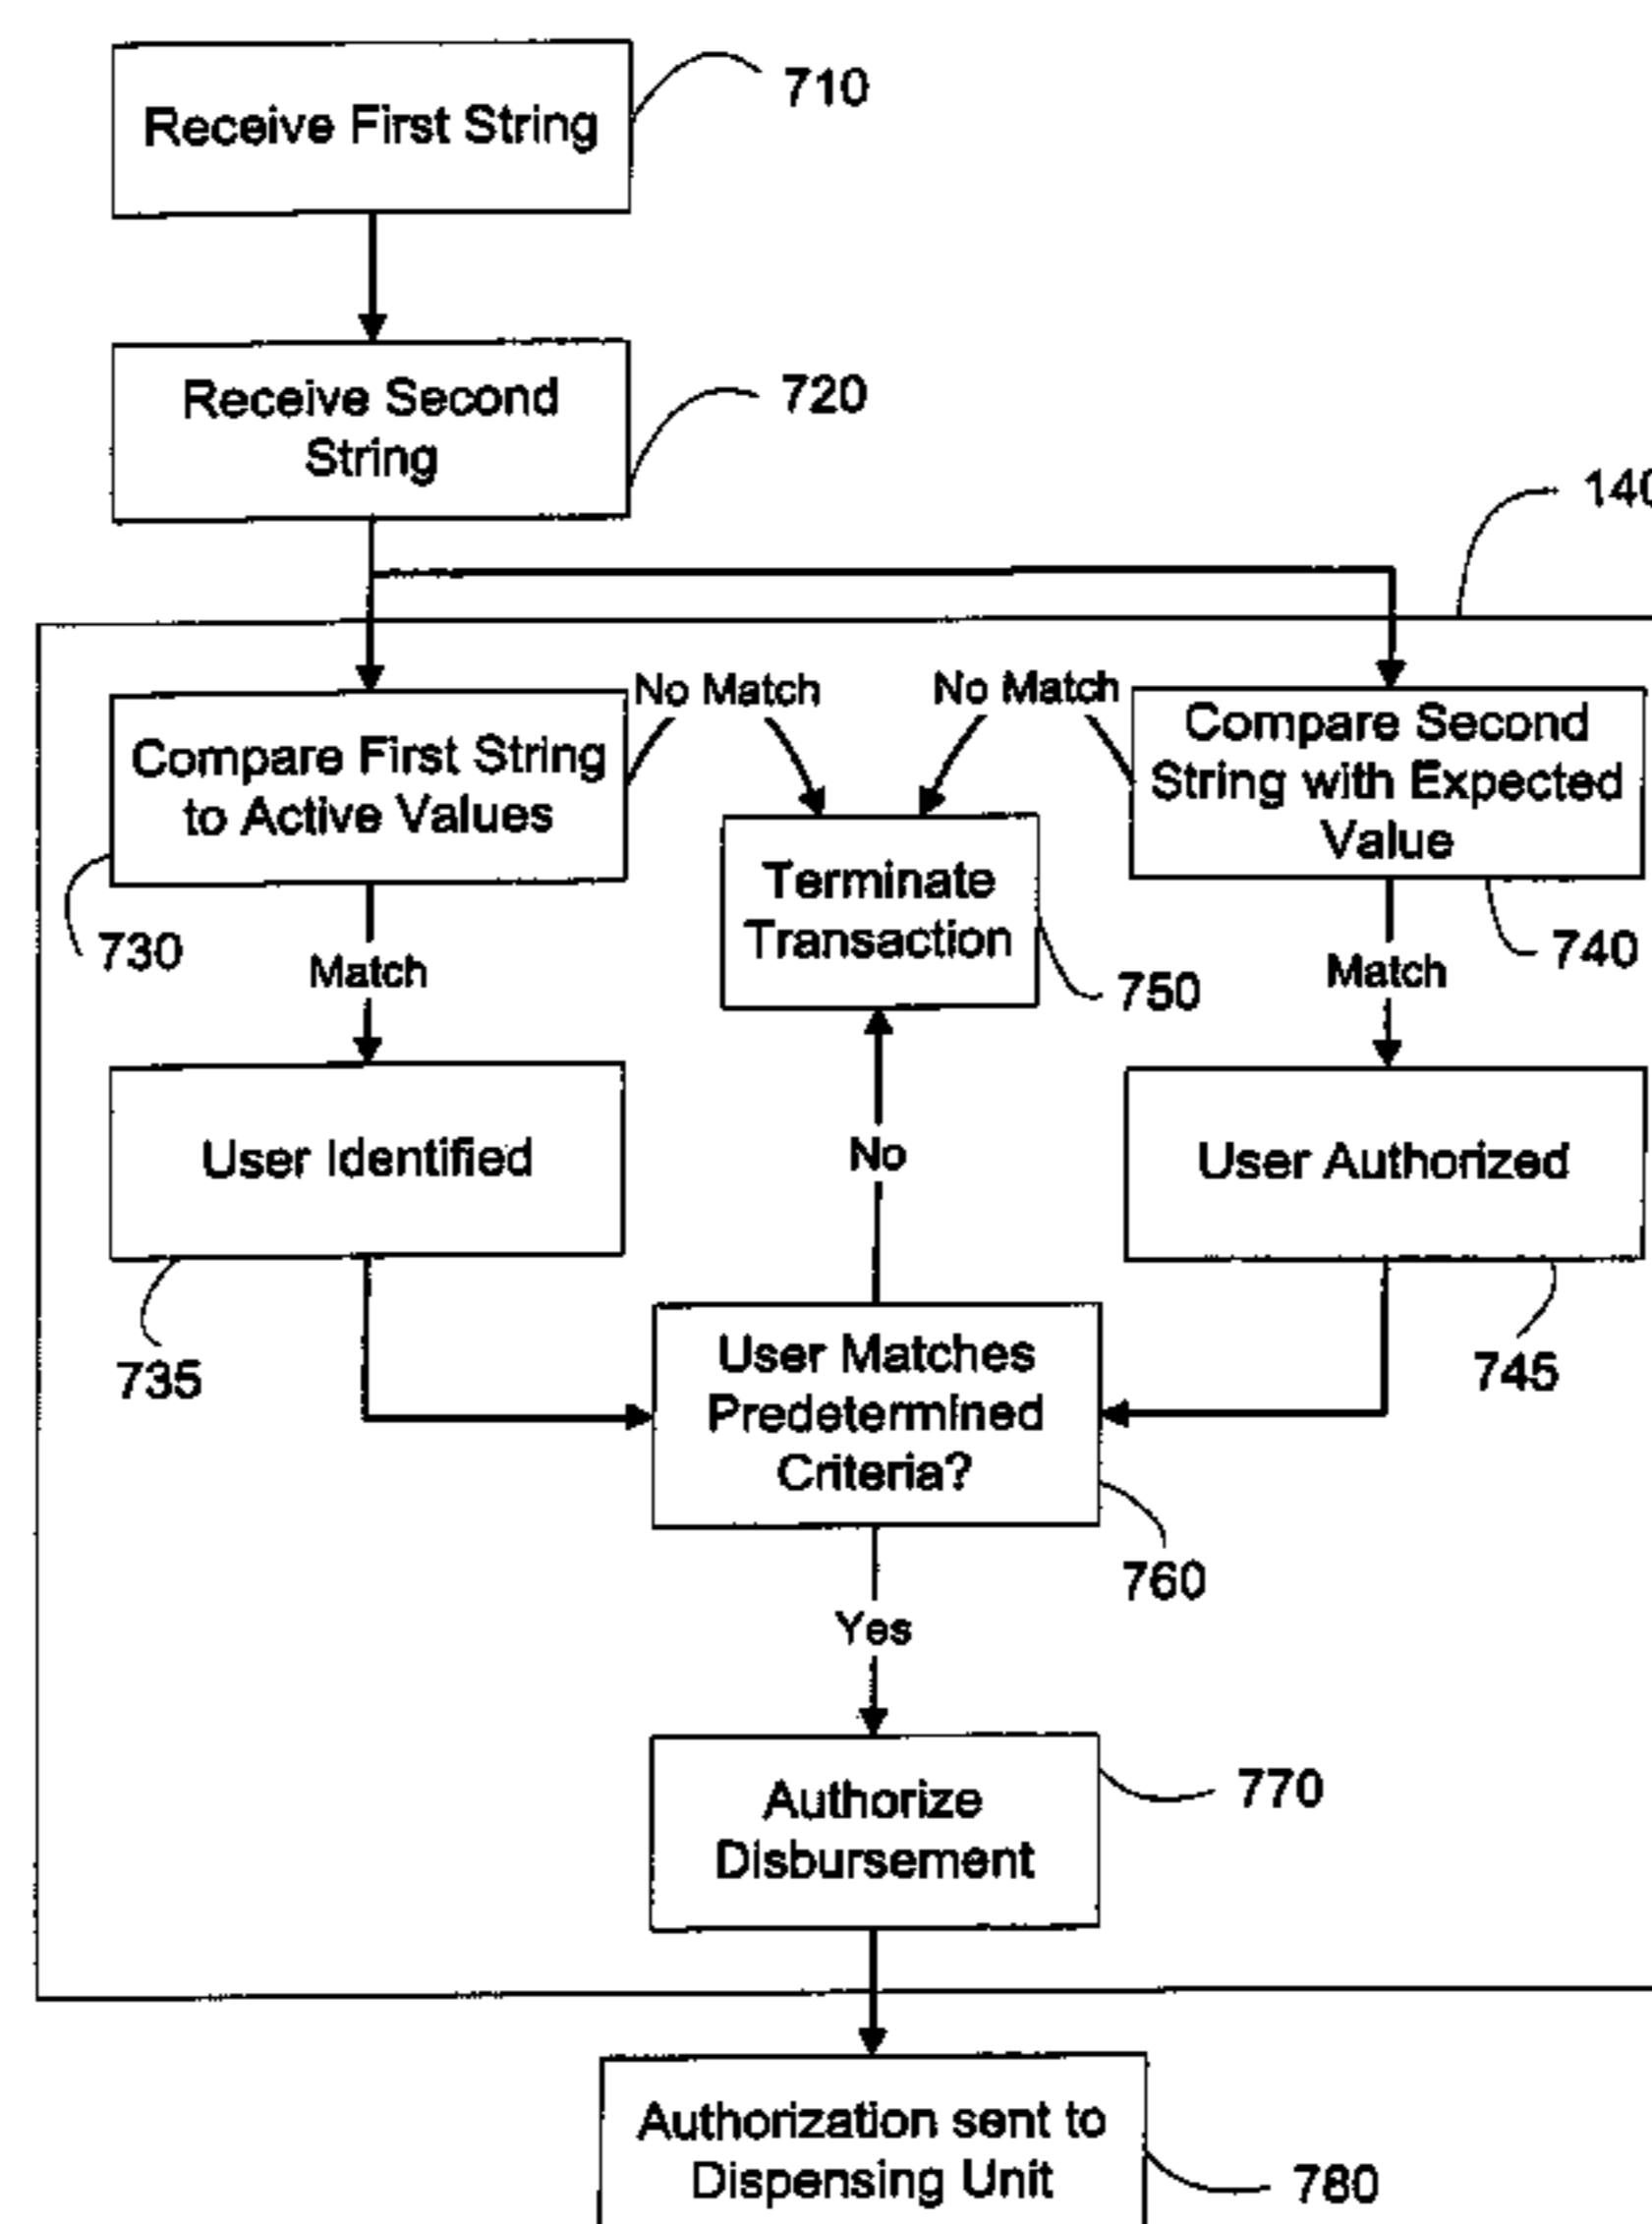 Receive First String
710
Receive Second
String
720
140
No Match
No Match
Compare First String
to Active Values
Compare Second
String with Expected
Value
Terminate
Transaction
730
740
750
Match
Match
User Identified
No
User Authorized
User Matches
Predetermined
Criteria?
735
745
760
Yes
Authorize
Disbursement
770
Authorization sent to
Dispensing Unit
780